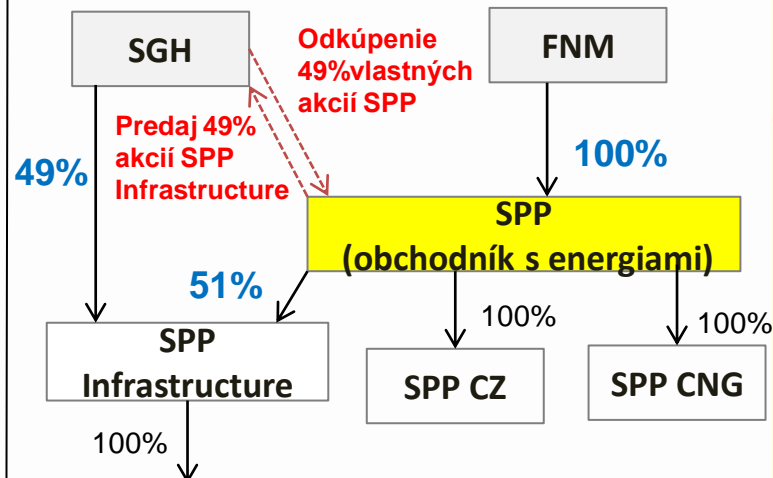 SGH
Odkúpenie
49%vlastných
akcií SPP
FNM
Predaj 49%
akcií SPP
Infrastructure
49%
100%
SPP
(obchodník s energiami)
51%
100%
100%
SPP
Infrastructure
SPP CZ
SPP CNG
100%